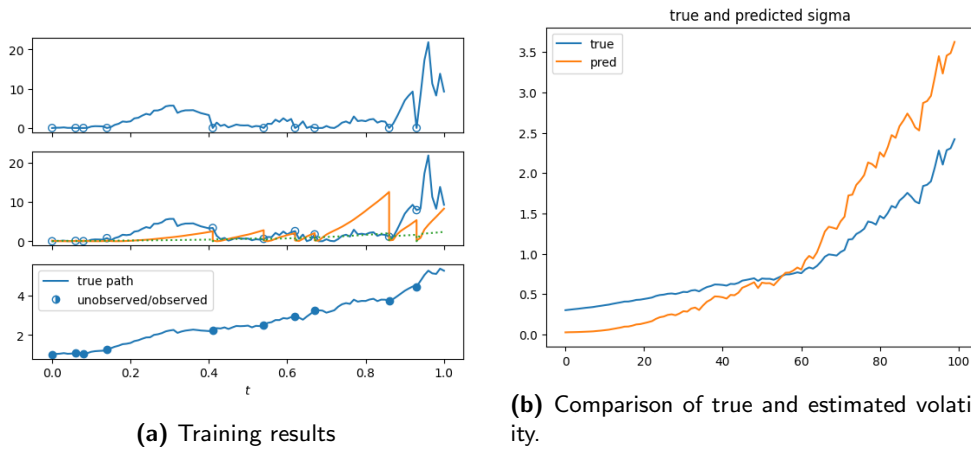 20
10
0
20
10
0
4
2
true path
unobserved/observed
0.0 0.2 0.4 0.6 0.8 1.0
t
(a) Training results
true and predicted sigma
true
pred
3.5
3.0
2.5
2.0
1.5
1.0
0.5
0.0
0 20 40 60 80 100
(b) Comparison of true and estimated volati
ity.